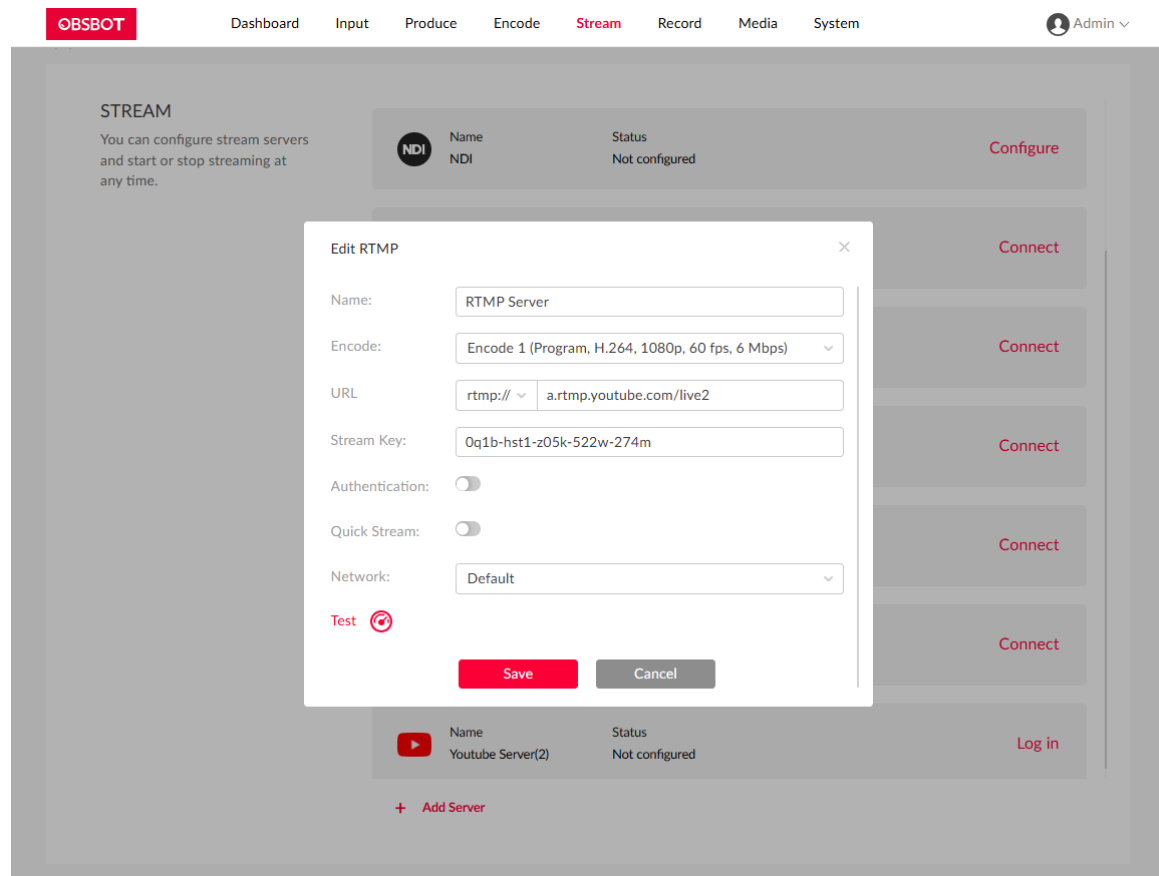 OBSBOT Dashboard Input Produce Encode Stream Record Media System Admin
STREAM
You can configure stream servers
and start or stop streaming at
any time.
NDI
Name
NDI
Status
Not configured
Configure
Connect
Connect
Connect
Connect
Connect
Edit RTMP
Name: RTMP Server
Encode: Encode 1 (Program, H.264, 1080p, 60 fps, 6 Mbps)
URL rtmp:// a.rtmp.youtube.com/live2
Stream Key: 0q1b-hst1-z05k-522w-274m
Authentication:
Quick Stream:
Network: Default
Test
Save Cancel
Name
Youtube Server(2)
Status
Not configured
Log in
+ Add Server